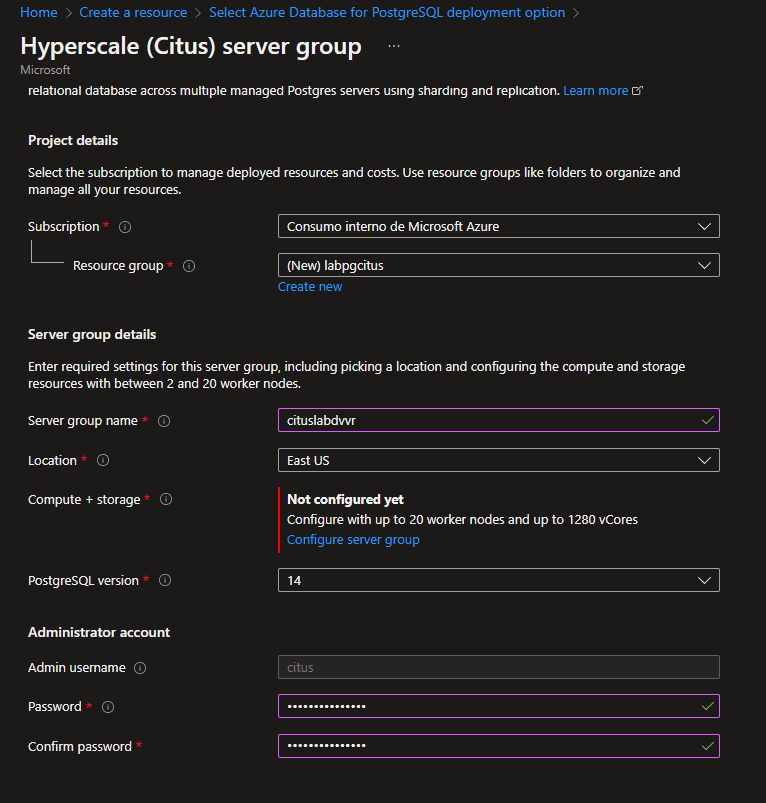 Home > Create a resource > Select Azure Database for PostgreSQL deployment option >
Hyperscale (Citus) server group ...
Microsoft
relational database across multiple managed Postgres servers using sharding and replication. Learn more
Project details
Select the subscription to manage deployed resources and costs. Use resource groups like folders to organize and
manage all your resources.
Subscription *
Consumo interno de Microsoft Azure
Resource group *
(New) labpgcitus
Create new
Server group details
Enter required settings for this server group, including picking a location and configuring the compute and storage
resources with between 2 and 20 worker nodes.
Server group name *
cituslabdvvr
Location *
East US
Compute + storage *
Not configured yet
Configure with up to 20 worker nodes and up to 1280 vCores
Configure server group
PostgreSQL version *
14
Administrator account
Admin username
citus
Password *
•••••••••••••••
Confirm password *
•••••••••••••••